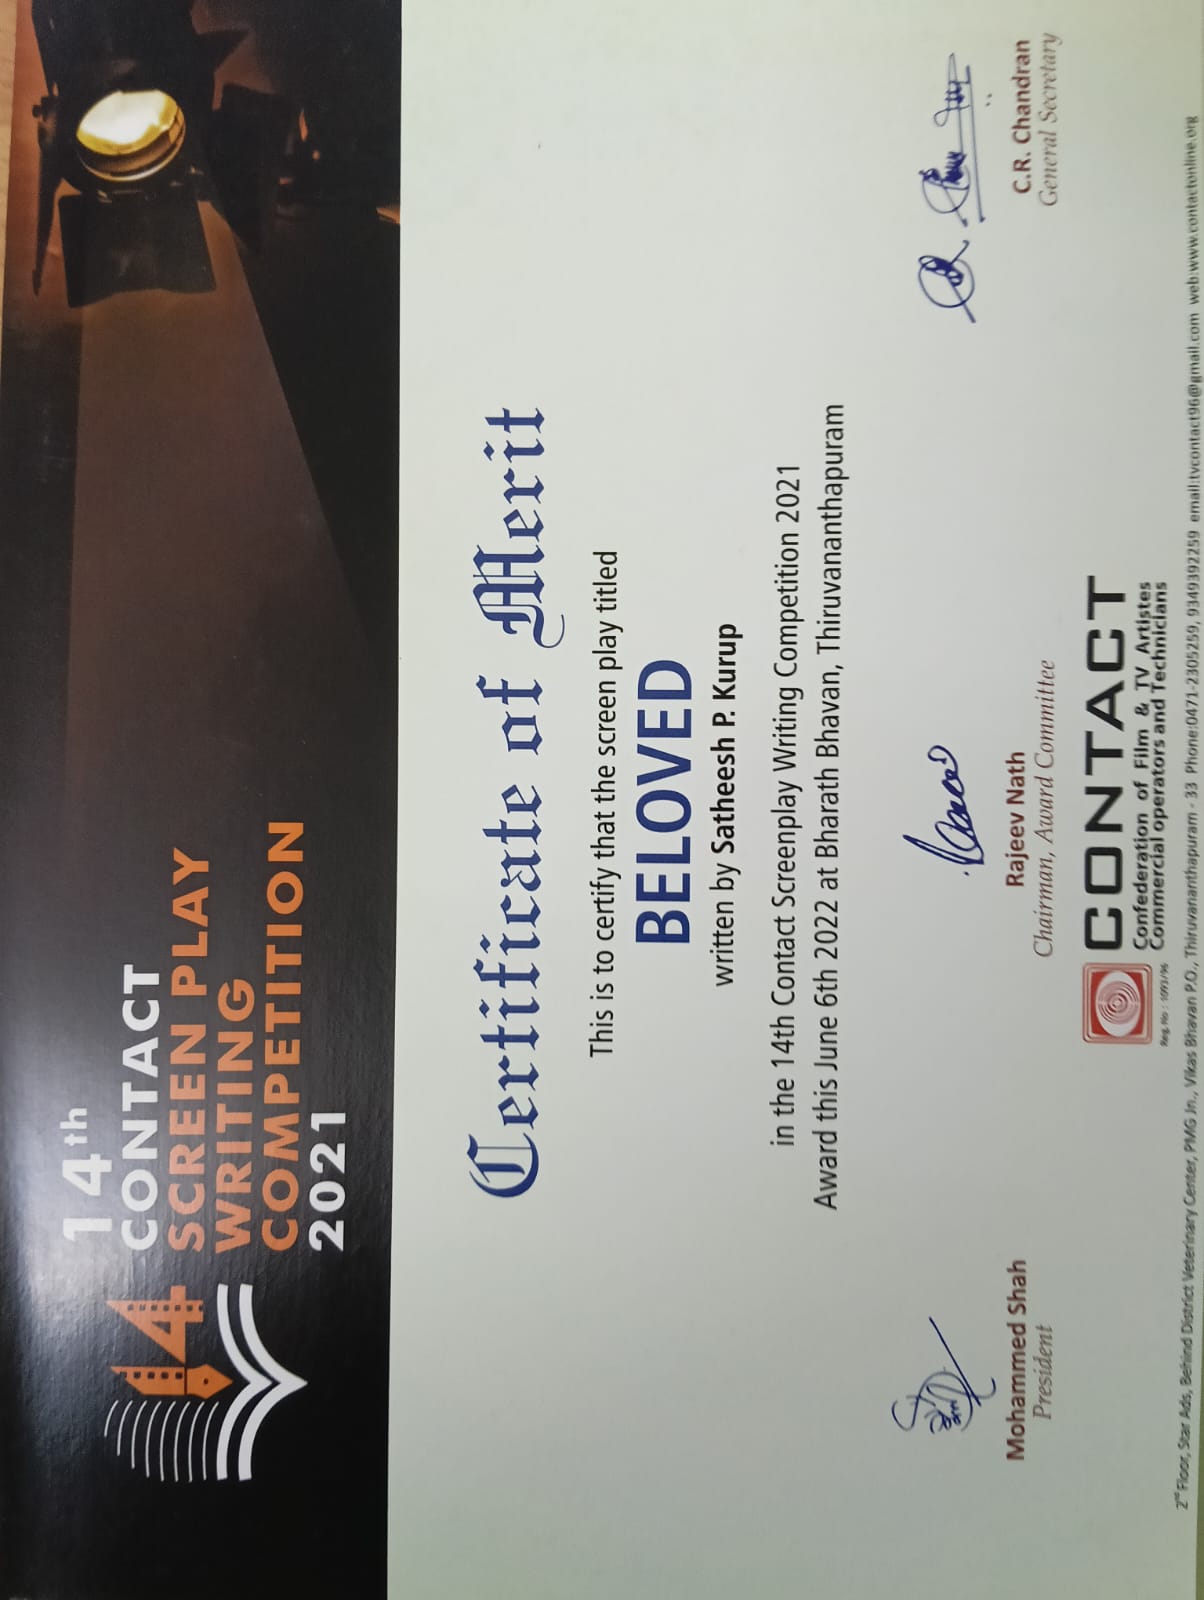 14th
CONTACT
SCREEN PLAY
WRITING
COMPETITION
2021
14
Certificate of Merit
This is to certify that the screen play titled
BELOVED
written by Satheesh P. Kurup
in the 14th Contact Screenplay Writing Competition 2021
Award this June 6th 2022 at Bharath Bhavan, Thiruvananthapuram
Mohammed Shah
President
Rajeev Nath
Chairman, Award Committee
C.R. Chandran
General Secretary
CONTACT
Confederation of Film & TV Artistes
Commercial operators and Technicians
Reg. No : 1093/96
2nd Floor, Star Ads, Behind District Veterinary Center, PMG Jn., Vikas Bhavan P.O., Thiruvananthapuram - 33 Phone:0471-2305259, 9349392259 email:tvcontact96@gmail.com web:www.contactonline.org